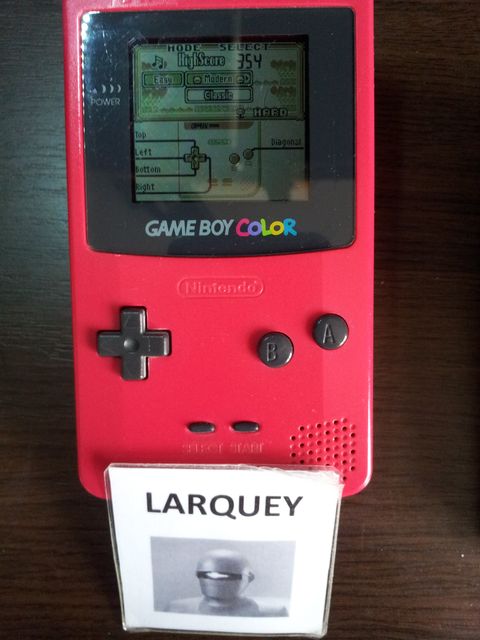 MODE SELECT
HighScore 354
Easy Modern
Classic
HARD
POWER
Top
Left
Bottom
Right
Diagonal
GAME BOY COLOR
Nintendo
B A
SELECT START
LARQUEY